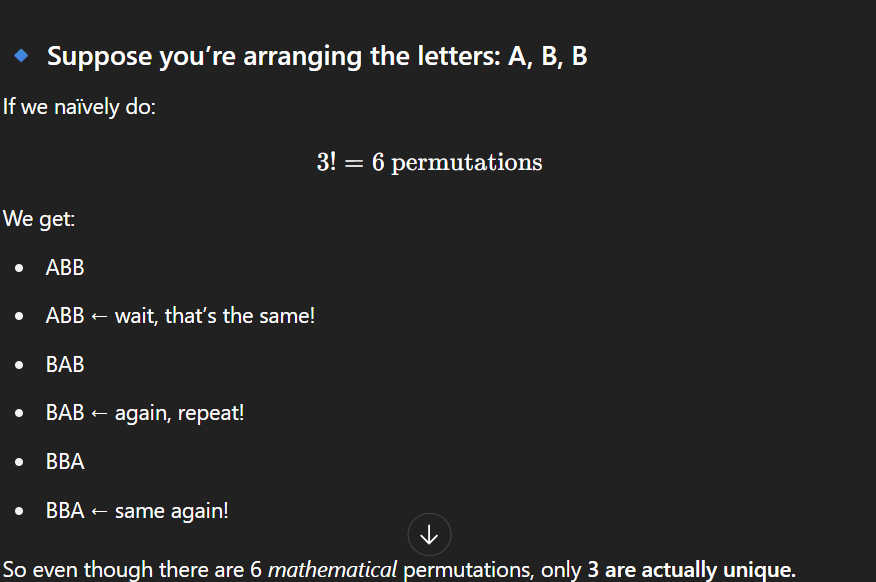 Suppose you’re arranging the letters: A, B, B
If we naïvely do:
3! = 6 permutations
We get:
ABB
ABB ← wait, that’s the same!
BAB
BAB ← again, repeat!
BBA
BBA ← same again!
So even though there are 6 mathematical permutations, only 3 are actually unique.